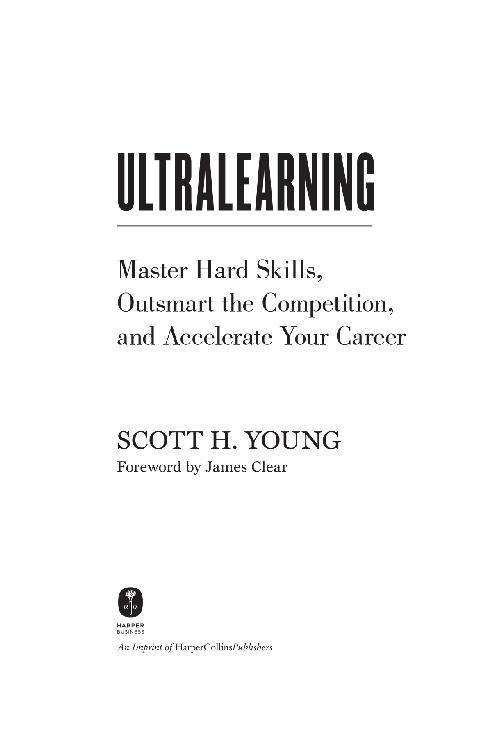 ULTRALEARNING
Master Hard Skills,
Outsmart the Competition,
and Accelerate Your Career
SCOTT H. YOUNG
Foreword by James Clear
HARPER
BUSINESS
An Imprint of HarperCollinsPublishers